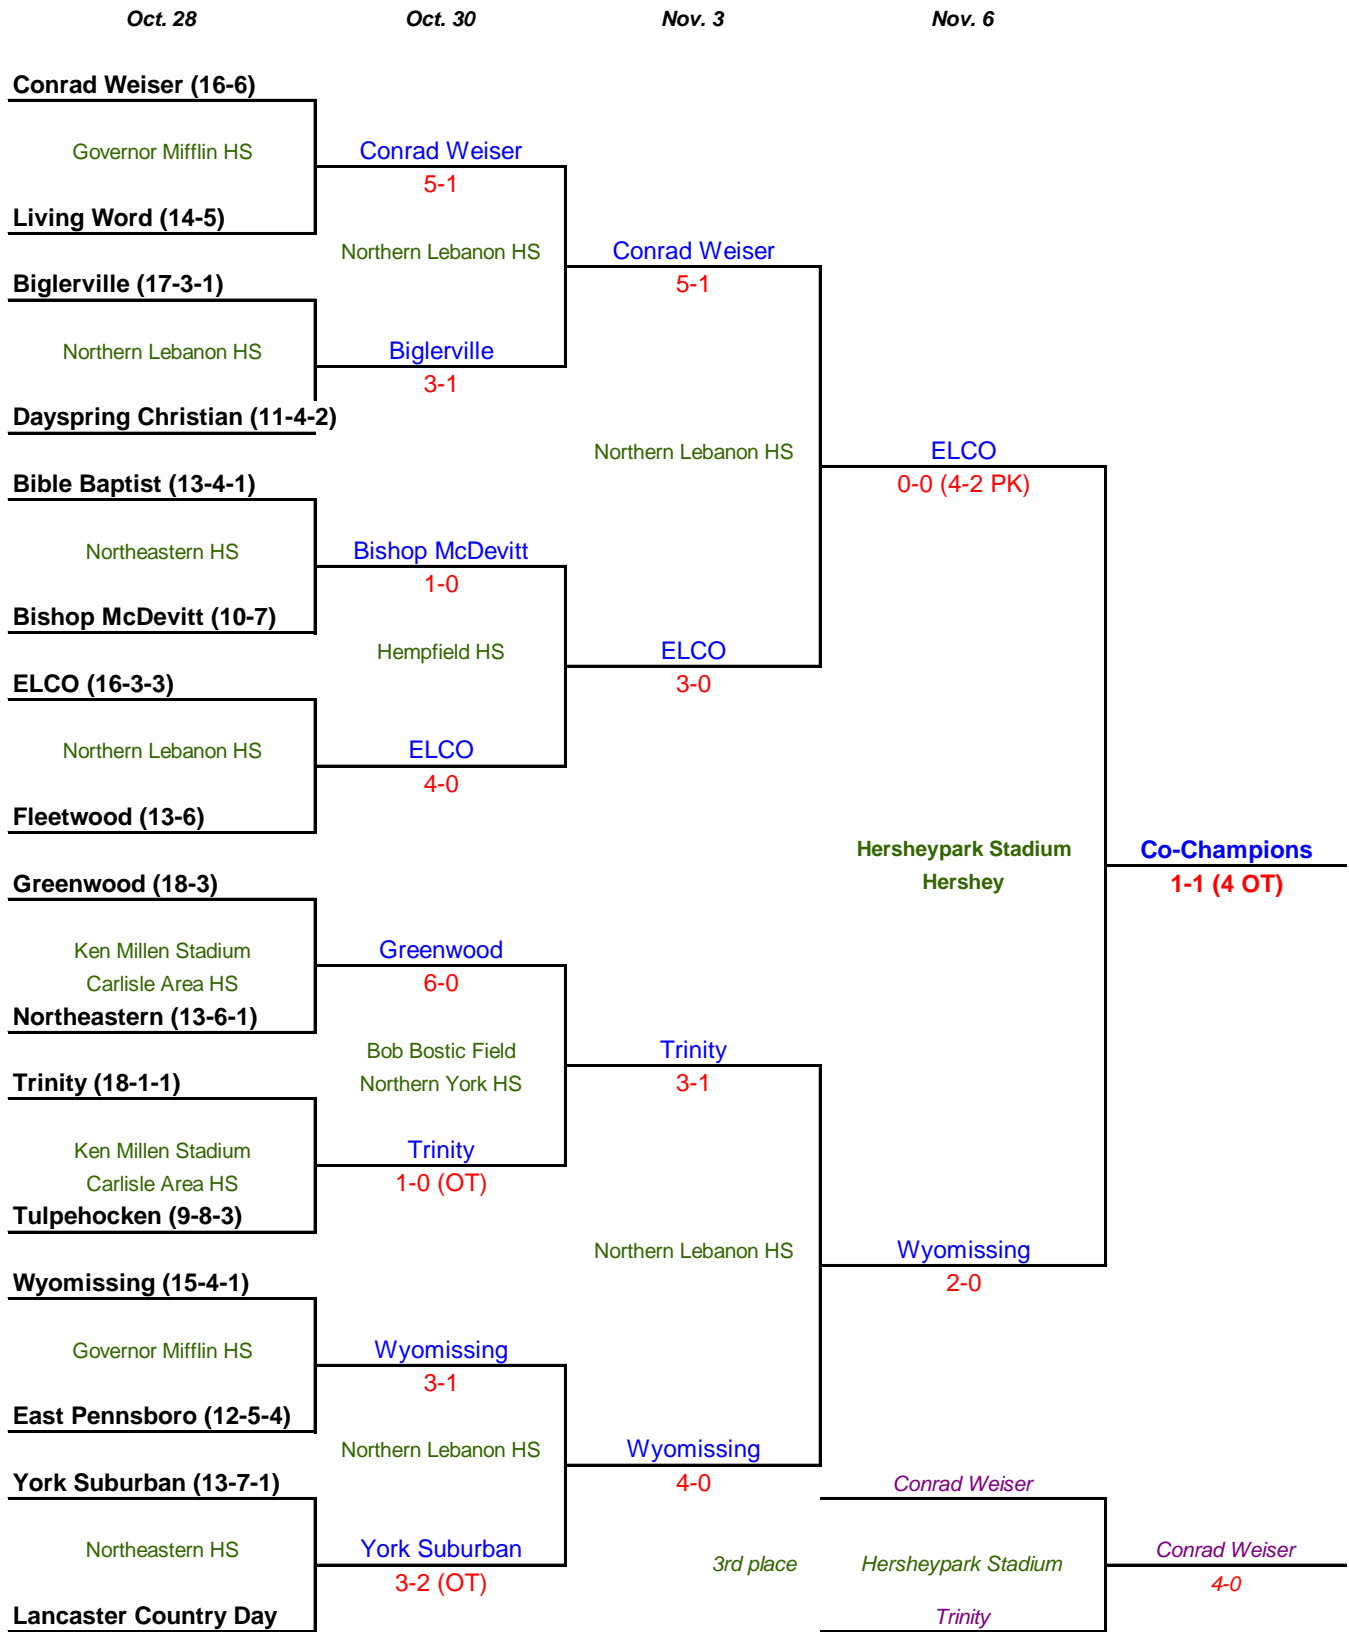 Oct. 28 Oct. 30 Nov. 3 Nov. 6
Conrad Weiser (16-6)
Governor Mifflin HS Conrad Weiser
5-1
Living Word (14-5)
Northern Lebanon HS Conrad Weiser
Biglerville (17-3-1) 5-1
Northern Lebanon HS Biglerville
3-1
Dayspring Christian (11-4-2)
Northern Lebanon HS ELCO
Bible Baptist (13-4-1) 0-0 (4-2 PK)
Northeastern HS Bishop McDevitt
1-0
Bishop McDevitt (10-7)
Hempfield HS ELCO
ELCO (16-3-3) 3-0
Northern Lebanon HS ELCO
4-0
Fleetwood (13-6)
Hersheypark Stadium Co-Champions
Greenwood (18-3) Hershey 1-1 (4 OT)
Ken Millen Stadium Greenwood
Carlisle Area HS 6-0
Northeastern (13-6-1)
Bob Bostic Field Trinity
Trinity (18-1-1) Northern York HS 3-1
Ken Millen Stadium Trinity
Carlisle Area HS 1-0 (OT)
Tulpehocken (9-8-3)
Northern Lebanon HS Wyomissing
Wyomissing (15-4-1) 2-0
Governor Mifflin HS Wyomissing
3-1
East Pennsboro (12-5-4)
Northern Lebanon HS Wyomissing
York Suburban (13-7-1) 4-0 Conrad Weiser
Northeastern HS York Suburban 3rd place Hersheypark Stadium Conrad Weiser
3-2 (OT) 4-0
Lancaster Country Day Trinity